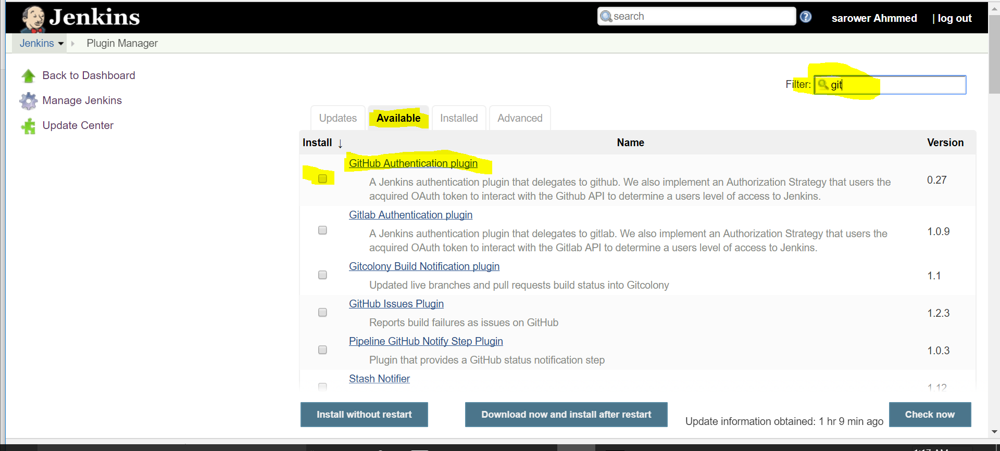 Jenkins
search
sarower Ahmmed
| log out
Jenkins
Plugin Manager
Back to Dashboard
Manage Jenkins
Update Center
Filter: git
Updates
Available
Installed
Advanced
Install ↓
Name
Version
GitHub Authentication plugin
A Jenkins authentication plugin that delegates to github. We also implement an Authorization Strategy that users the
acquired OAuth token to interact with the Github API to determine a users level of access to Jenkins.
0.27
Gitlab Authentication plugin
A Jenkins authentication plugin that delegates to gitlab. We also implement an Authorization Strategy that users the
acquired OAuth token to interact with the Gitlab API to determine a users level of access to Jenkins.
1.0.9
Gitcolony Build Notification plugin
Updated live branches and pull requests build status into Gitcolony
1.1
GitHub Issues Plugin
Reports build failures as issues on GitHub
1.2.3
Pipeline GitHub Notify Step Plugin
Plugin that provides a GitHub status notification step
1.0.3
Stash Notifier
1.12
Install without restart
Download now and install after restart
Update information obtained: 1 hr 9 min ago
Check now